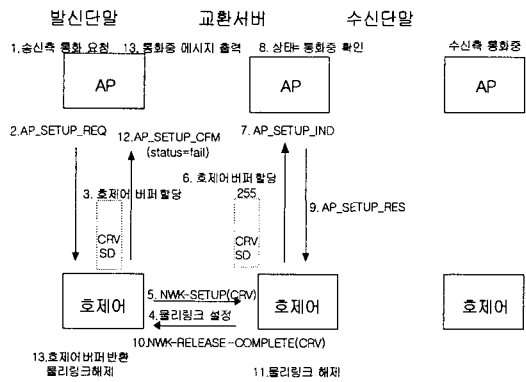 발신단말 교환서버 수신단말
1.송신측 통화 요청 13. 통화중 메시지 출력 8. 상태= 통화중 확인 수신측 통화중
AP AP AP
2.AP_SETUP_REQ 12.AP_SETUP_CFM 7. AP_SETUP_IND
(status=fail)
3. 호제어 버퍼할당 6. 호제어 버퍼할당
255
9. AP_SETUP_RES
CRV CRV
SD SD
호제어 호제어 호제어
5. NWK-SETUP(CRV)
4.물리링크 설정
10.NWK-RELEASE-COMPLETE(CRV)
13.호제어버퍼반환
물리링크해제 11.물리링크 해제